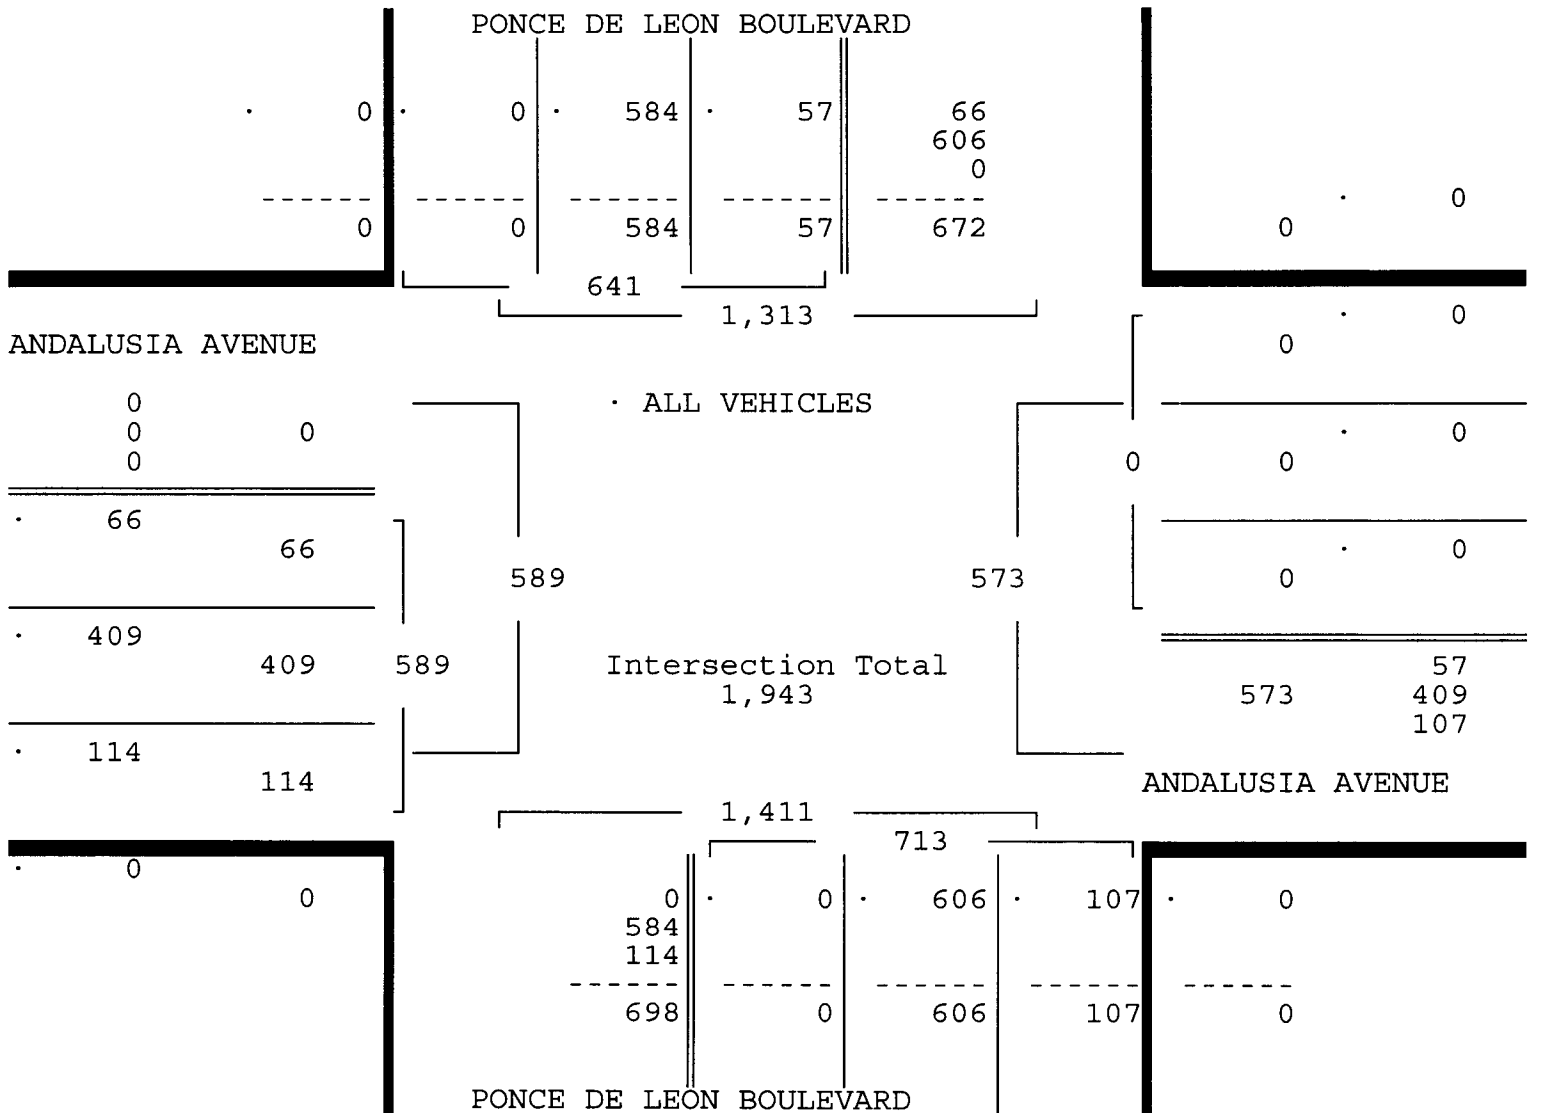 PONCE DE LEON BOULEVARD
· 0 · 0 · 584 · 57 66
606
0
· 0
------ ------ ------ ------ ------
0 0 584 57 672 0
641
1,313 · 0
ANDALUSIA AVENUE 0
0 · ALL VEHICLES
0 0 · 0
0 0 0
· 66
66 · 0
589 573 0
· 409
409 589 Intersection Total 57
1,943 573 409
107
· 114
114 ANDALUSIA AVENUE
1,411
713
· 0
0 0 · 0 · 606 · 107 · 0
584
114
------ ------ ------ ------ ------
698 0 606 107 0
PONCE DE LEON BOULEVARD